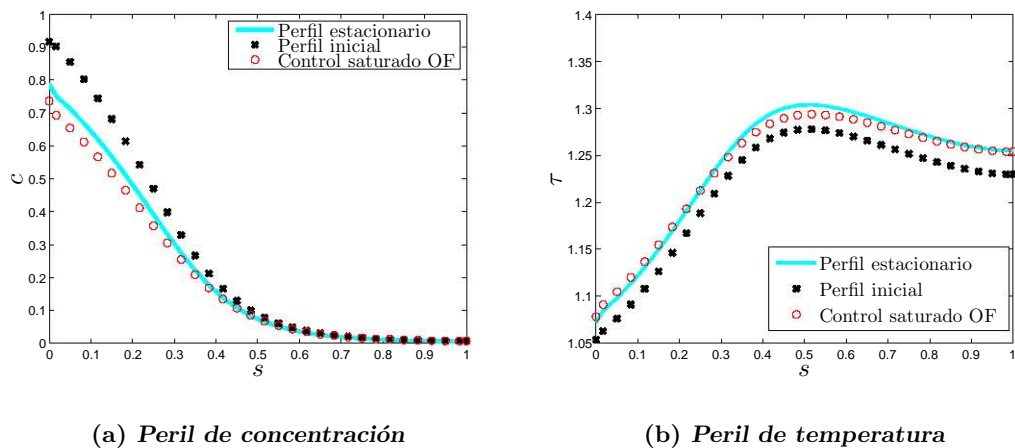 1
0.9
0.8
0.7
0.6
0.5
0.4
0.3
0.2
0.1
0
c
0 0.1 0.2 0.3 0.4 0.5 0.6 0.7 0.8 0.9 1
s
Perfil estacionario
Perfil inicial
Control saturado OF
(a) Peril de concentración
1.4
1.35
1.3
1.25
1.2
1.15
1.1
1.05
τ
0 0.1 0.2 0.3 0.4 0.5 0.6 0.7 0.8 0.9 1
s
Perfil estacionario
Perfil inicial
Control saturado OF
(b) Peril de temperatura